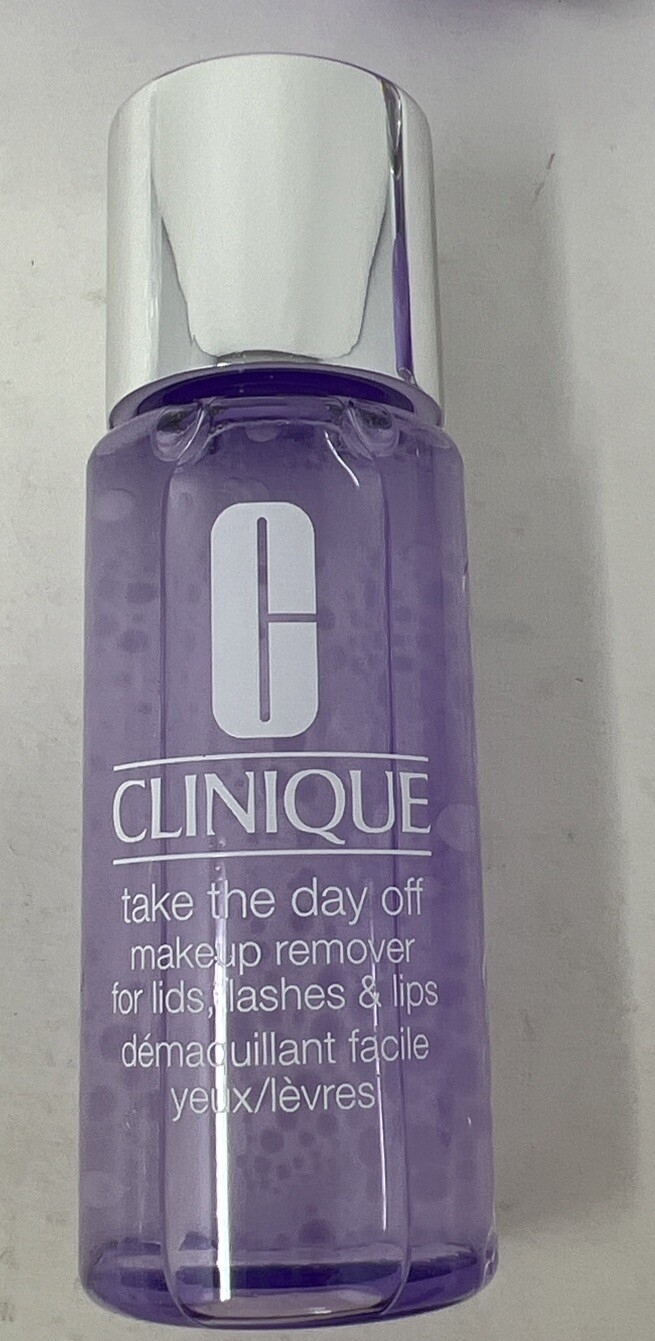 C
CLINIQUE
take the day off
makeup remover
for lids, lashes & lips
démaquillant facile
yeux/lèvres